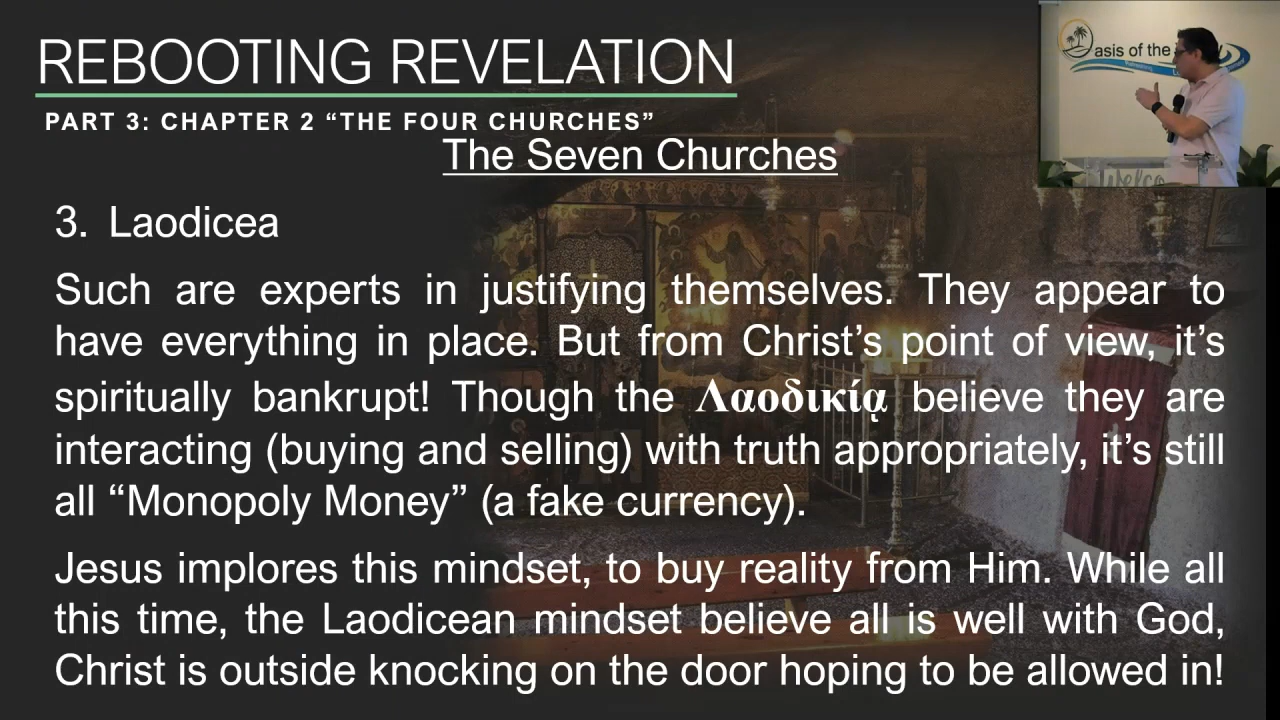 REBOOTING REVELATION
PART 3: CHAPTER 2 “THE FOUR CHURCHES”
The Seven Churches
asis of the
Welco
3. Laodicea
Such are experts in justifying themselves. They appear to
have everything in place. But from Christ’s point of view, it’s
spiritually bankrupt! Though the Λαοδικίᾳ believe they are
interacting (buying and selling) with truth appropriately, it’s still
all “Monopoly Money” (a fake currency).
Jesus implores this mindset, to buy reality from Him. While all
this time, the Laodicean mindset believe all is well with God,
Christ is outside knocking on the door hoping to be allowed in!